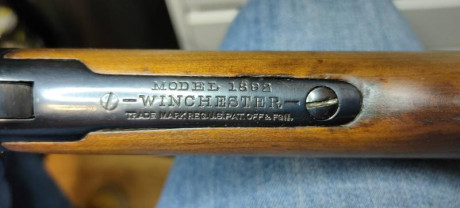 MODEL 1892
-WINCHESTER-
TRADE MARK REG. U.S. PAT. OFF. & FGN.